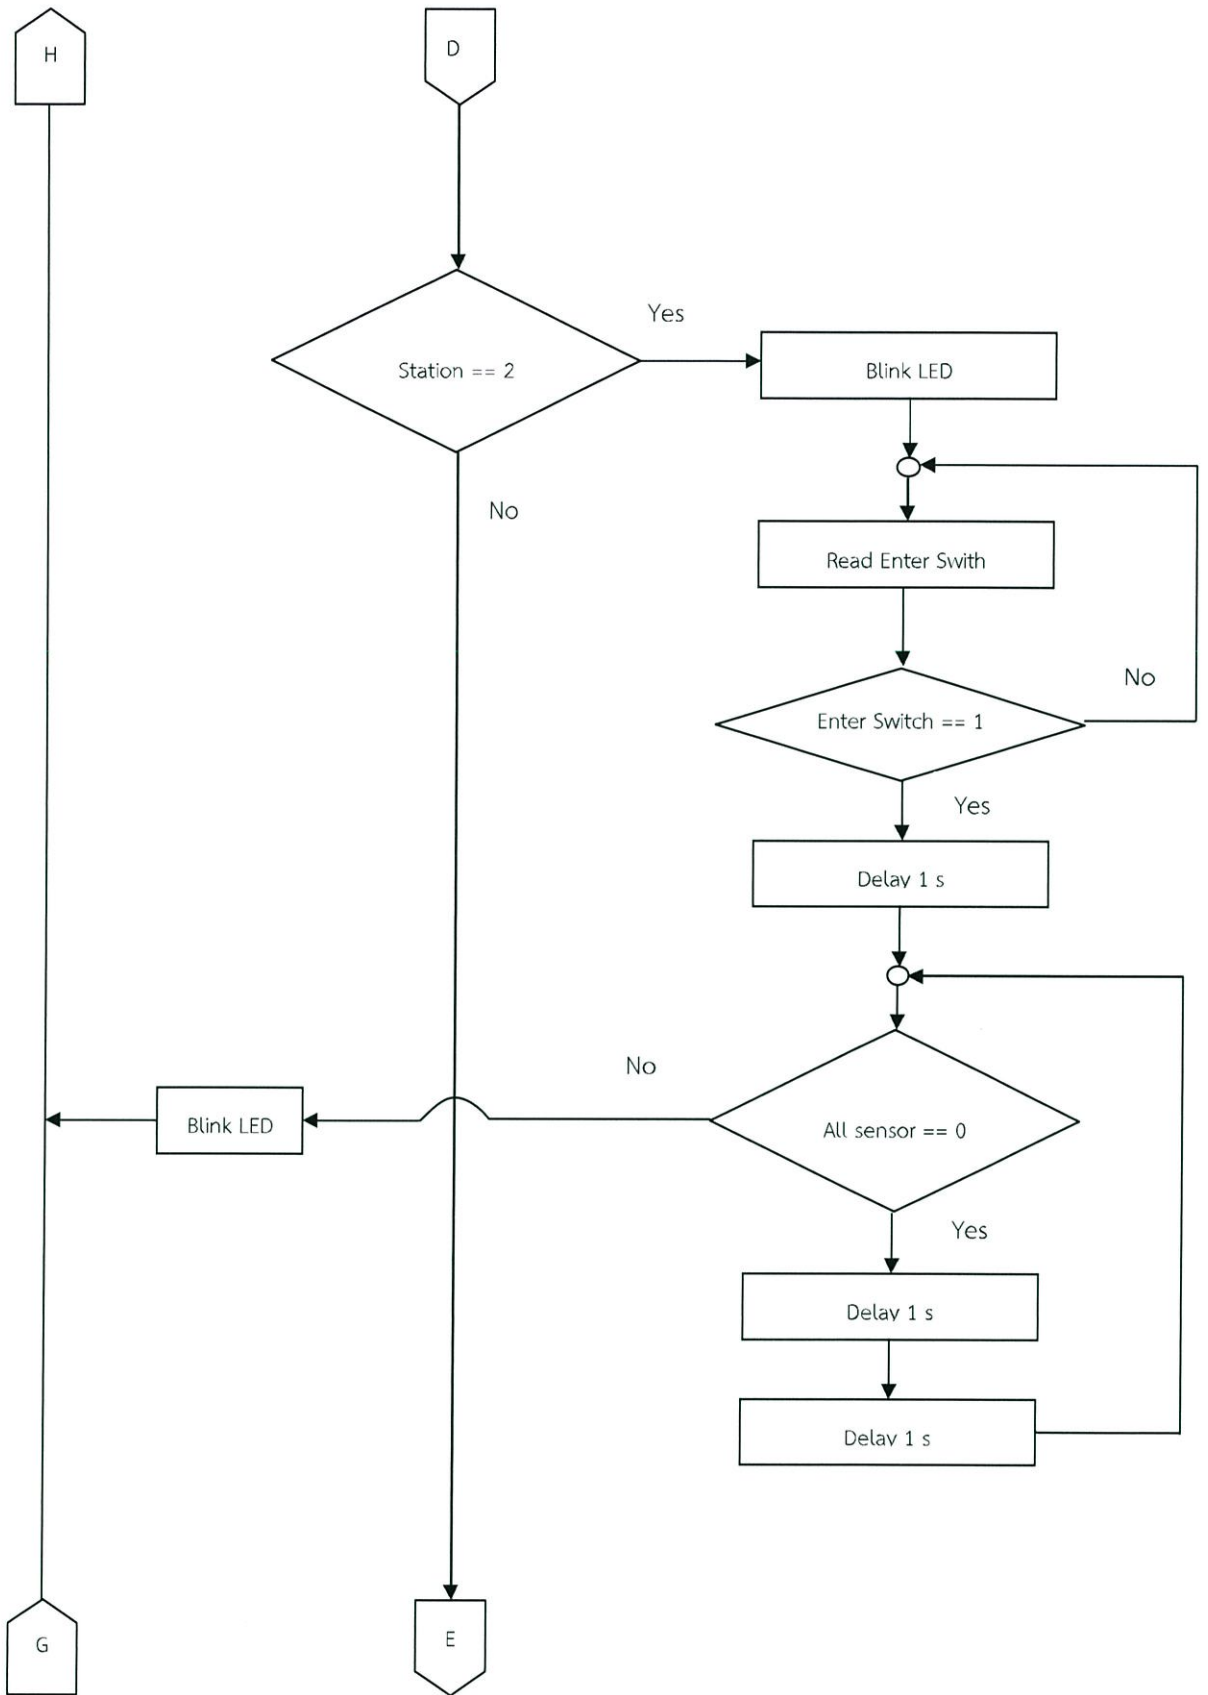 H
D
Yes
Station == 2
Blink LED
No
Read Enter Swith
No
Enter Switch == 1
Yes
Delay 1 s
No
Blink LED
All sensor == 0
Yes
Delay 1 s
Delay 1 s
G
E